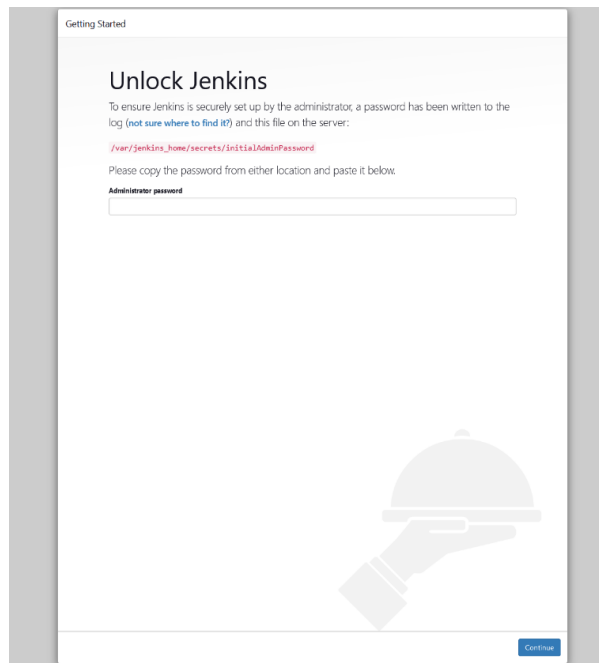 Getting Started
Unlock Jenkins
To ensure Jenkins is securely set up by the administrator, a password has been written to the
log (not sure where to find it?) and this file on the server:
/var/jenkins_home/secrets/initialAdminPassword
Please copy the password from either location and paste it below.
Administrator password
Continue